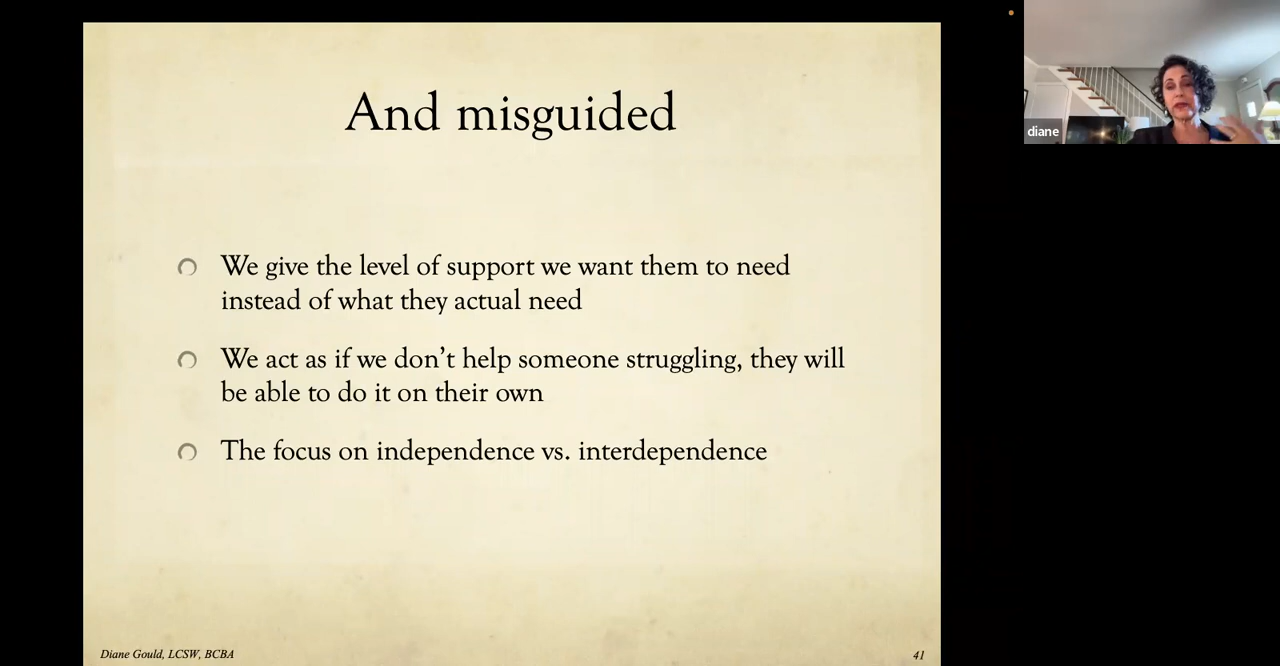 And misguided
We give the level of support we want them to need
instead of what they actual need
We act as if we don’t help someone struggling, they will
be able to do it on their own
The focus on independence vs. interdependence
Diane Gould, LCSW, BCBA
41
diane